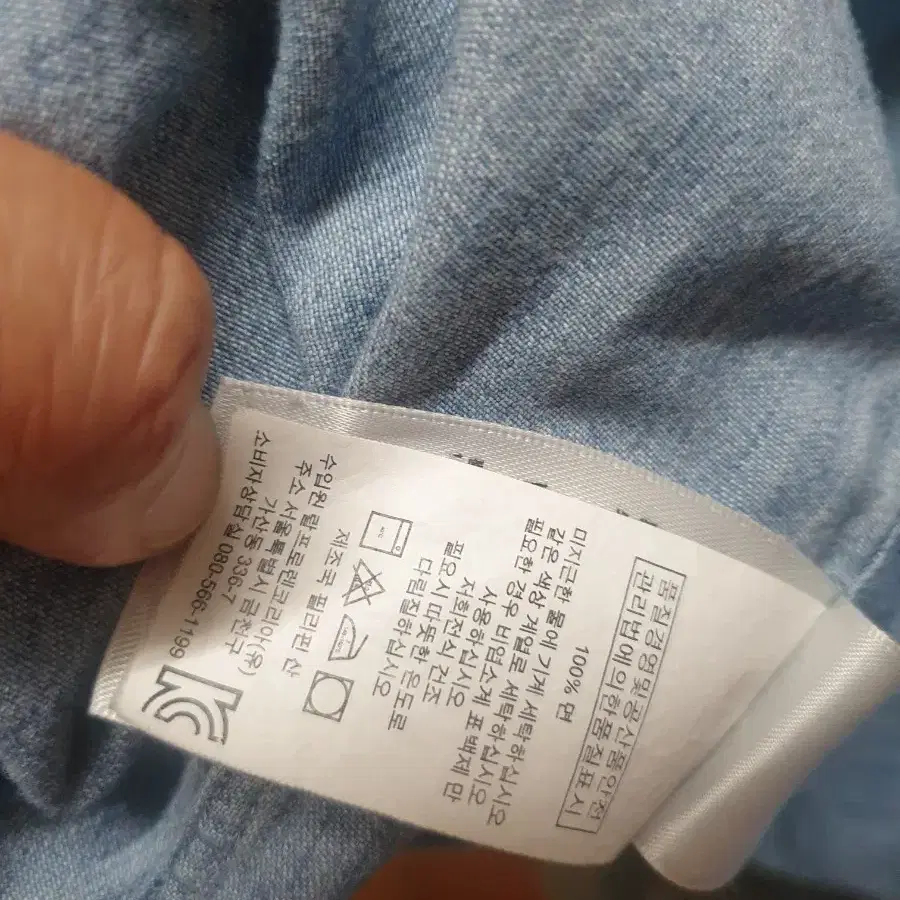 품질경영및공산품안전
관리법에의한품질표시
100% 면
미지근한 물에 기계 세탁하십시오
같은 색상 계열로 세탁하십시오
필요한 경우 비염소계 표백제 만
사용하십시오
저회전식 건조
필요시 따뜻한 온도로
다림질하십시오
제조국 필리핀 산
수입원 랄프로렌코리아(유)
주소 서울특별시 금천구
가산동 336-7
소비자상담실 080-566-1199